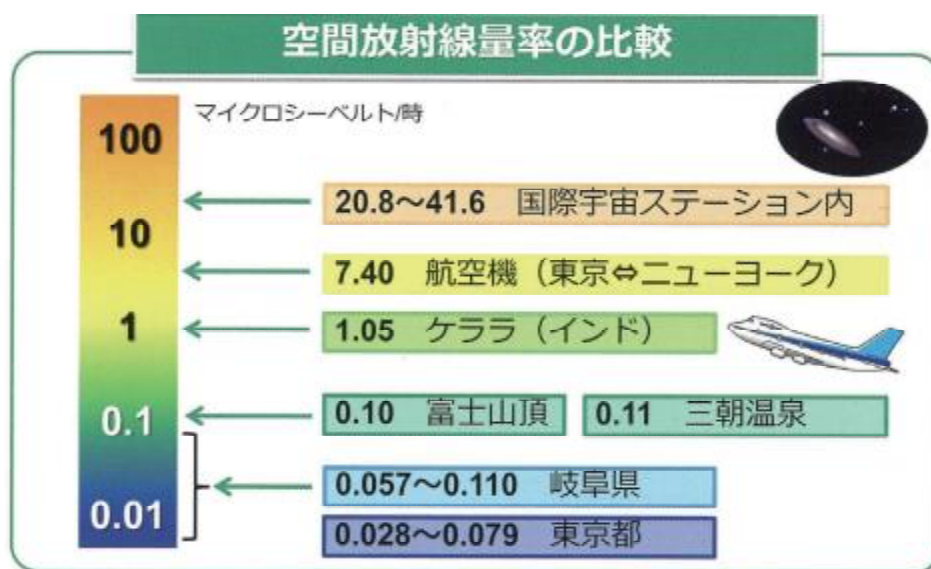 空間放射線量率の比較
マイクロシーベルト/時
100
20.8～41.6 国際宇宙ステーション内
10
7.40 航空機（東京⇔ニューヨーク）
1
1.05 ケララ（インド）
0.1
0.10 富士山頂
0.11 三朝温泉
0.057～0.110 岐阜県
0.01
0.028～0.079 東京都